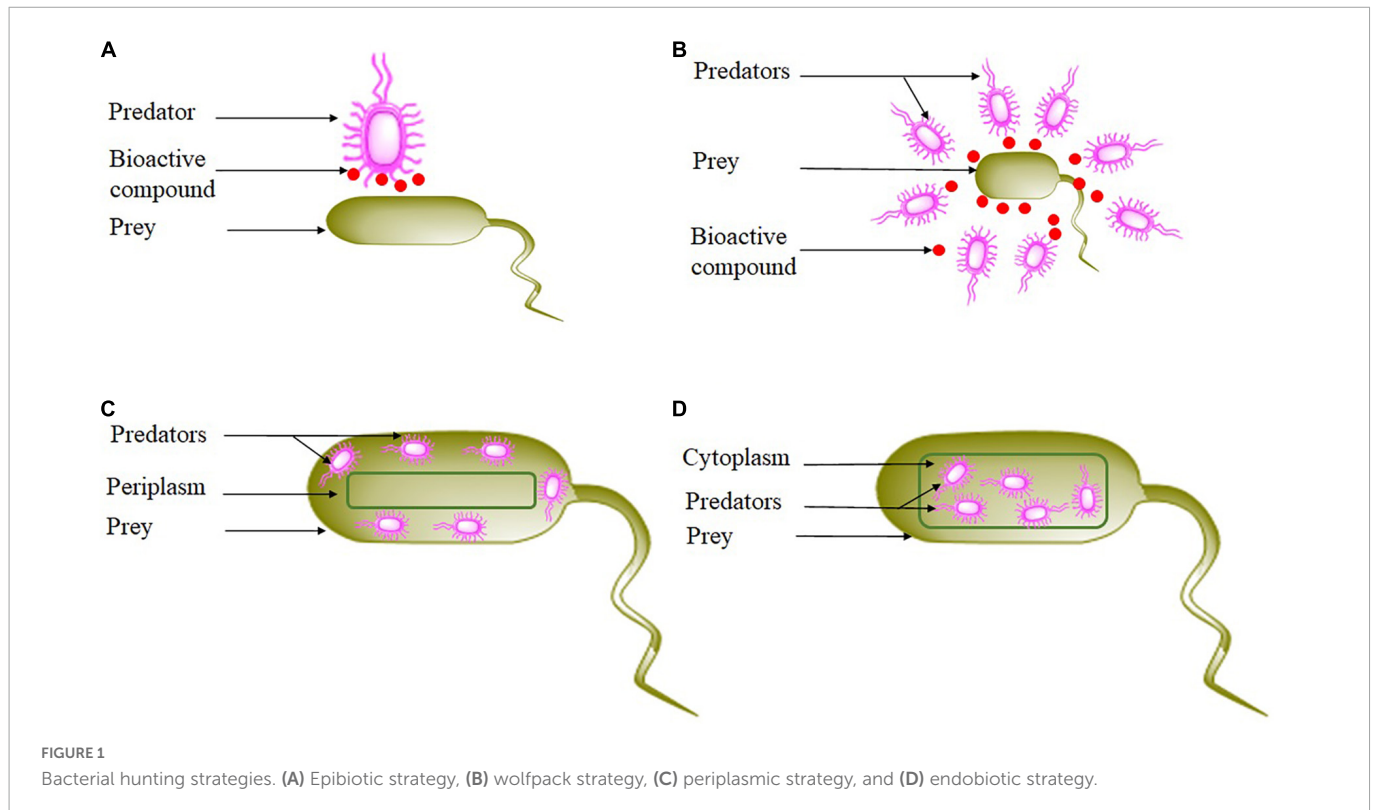 A
Predator
Bioactive
compound
Prey
B
Predators
Prey
Bioactive
compound
C
Predators
Periplasm
Prey
D
Cytoplasm
Predators
Prey
FIGURE 1
Bacterial hunting strategies. (A) Epibiotic strategy, (B) wolfpack strategy, (C) periplasmic strategy, and (D) endobiotic strategy.